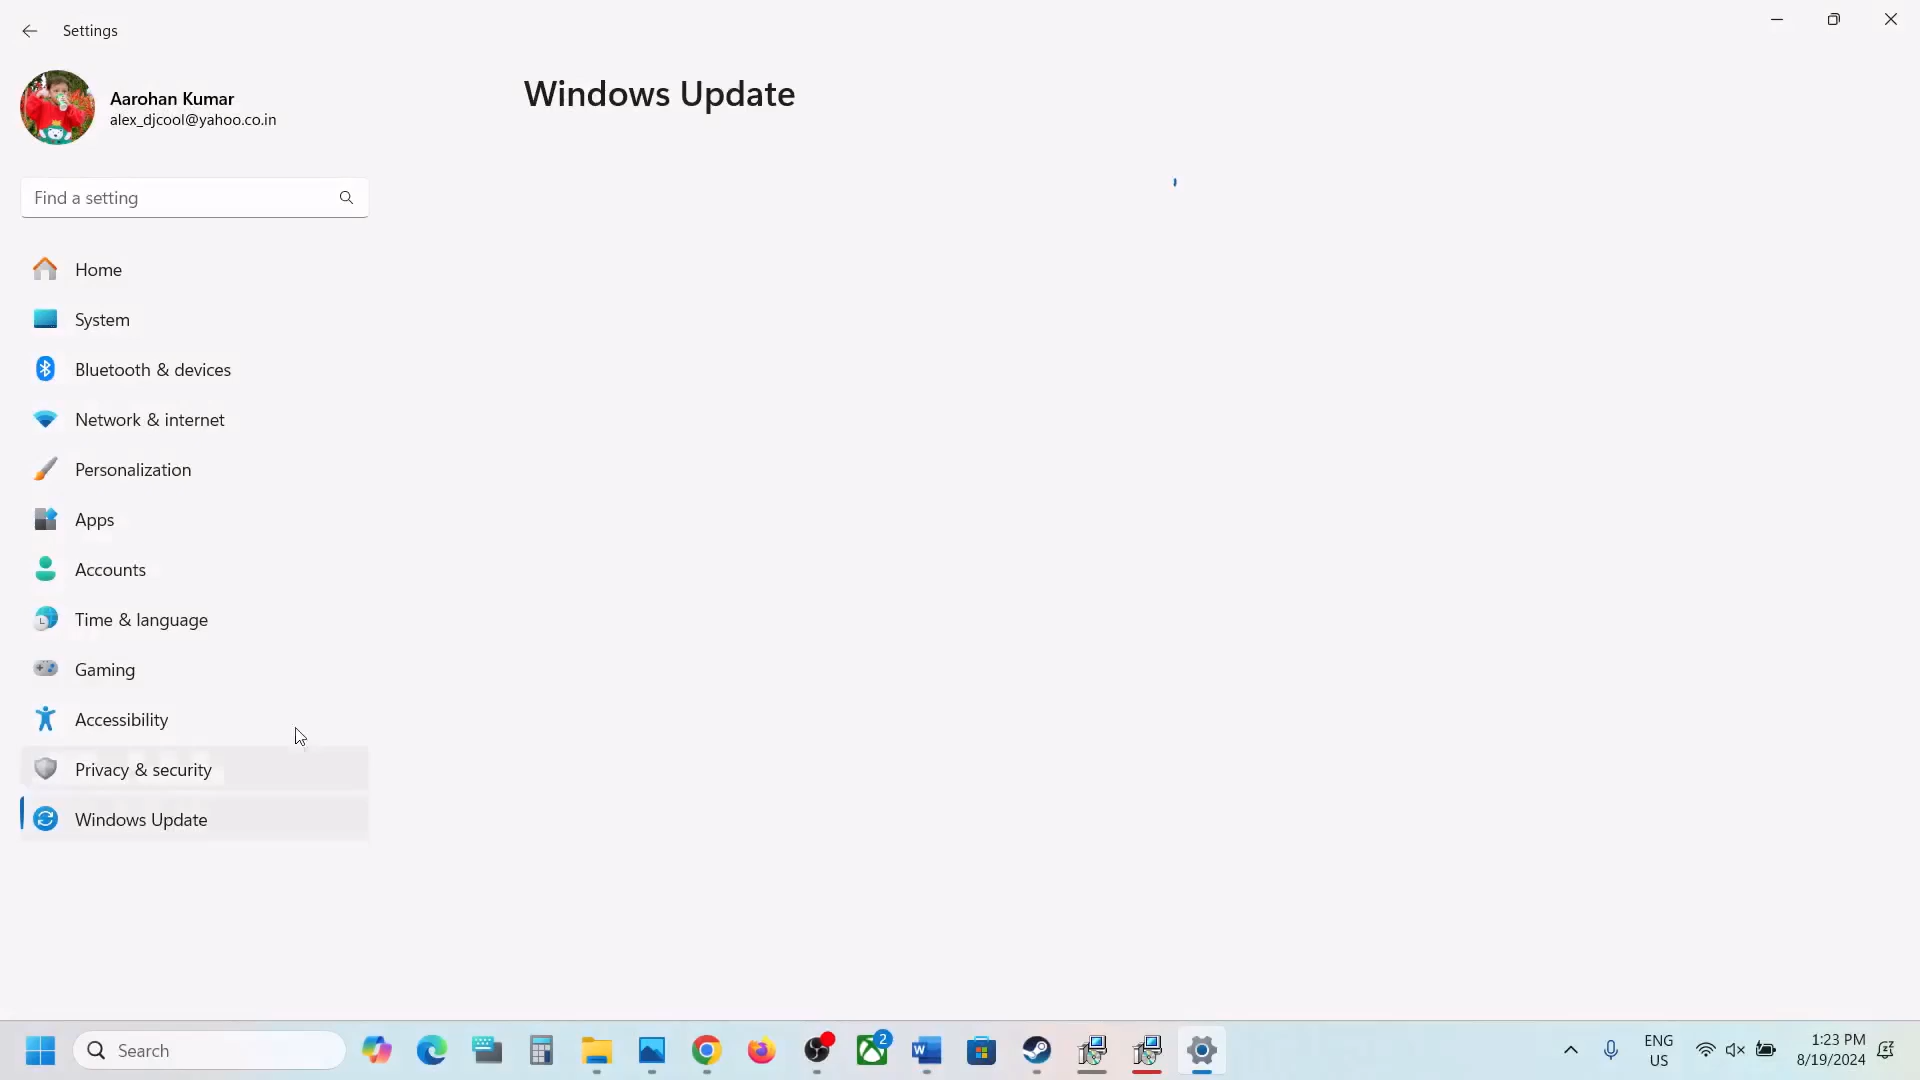 Settings
Aarohan Kumar
alex_djcool@yahoo.co.in
Windows Update
Find a setting
Home
System
Bluetooth & devices
Network & internet
Personalization
Apps
Accounts
Time & language
Gaming
Accessibility
Privacy & security
Windows Update
Search
2
W
ENG
US
1:23 PM
8/19/2024